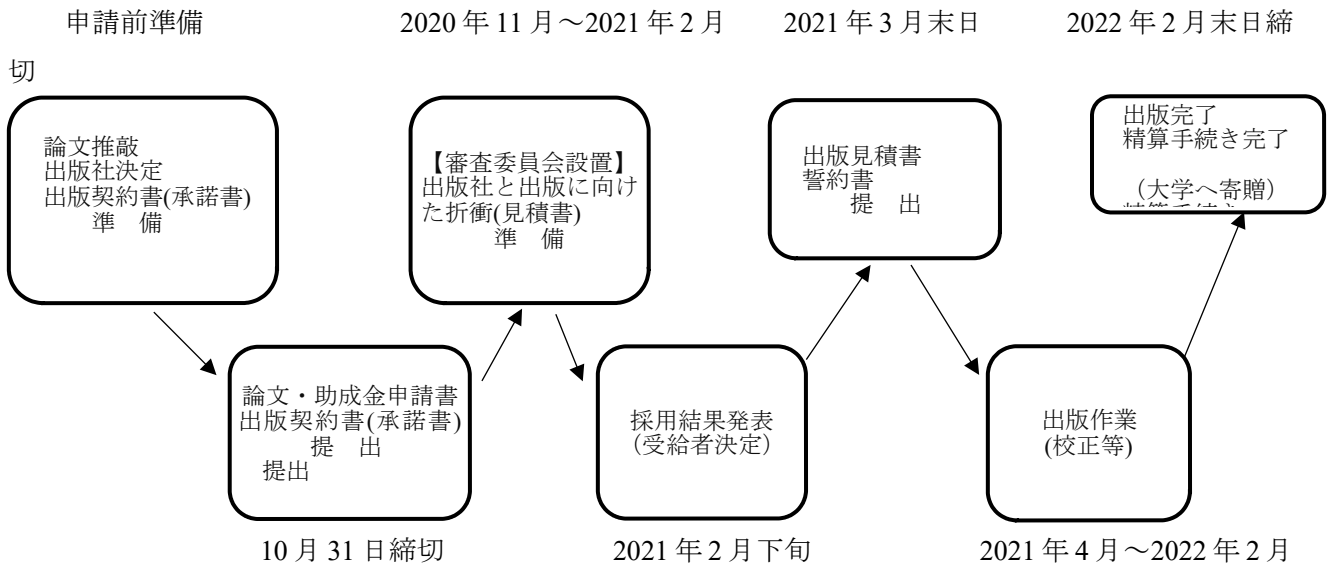 申請前準備
2020年11月～2021年2月
2021年3月末日
2022年2月末日締
切
論文推敲
出版社決定
出版契約書(承諾書)
準　備
【審査委員会設置】
出版社と出版に向け
た折衝(見積書)
準　備
出版見積書
誓約書
提　出
出版完了
精算手続き完了
（大学へ寄贈）
論文・助成金申請書
出版契約書(承諾書)
提　出
提出
採用結果発表
（受給者決定）
出版作業
(校正等)
10月31日締切
2021年2月下旬
2021年4月～2022年2月